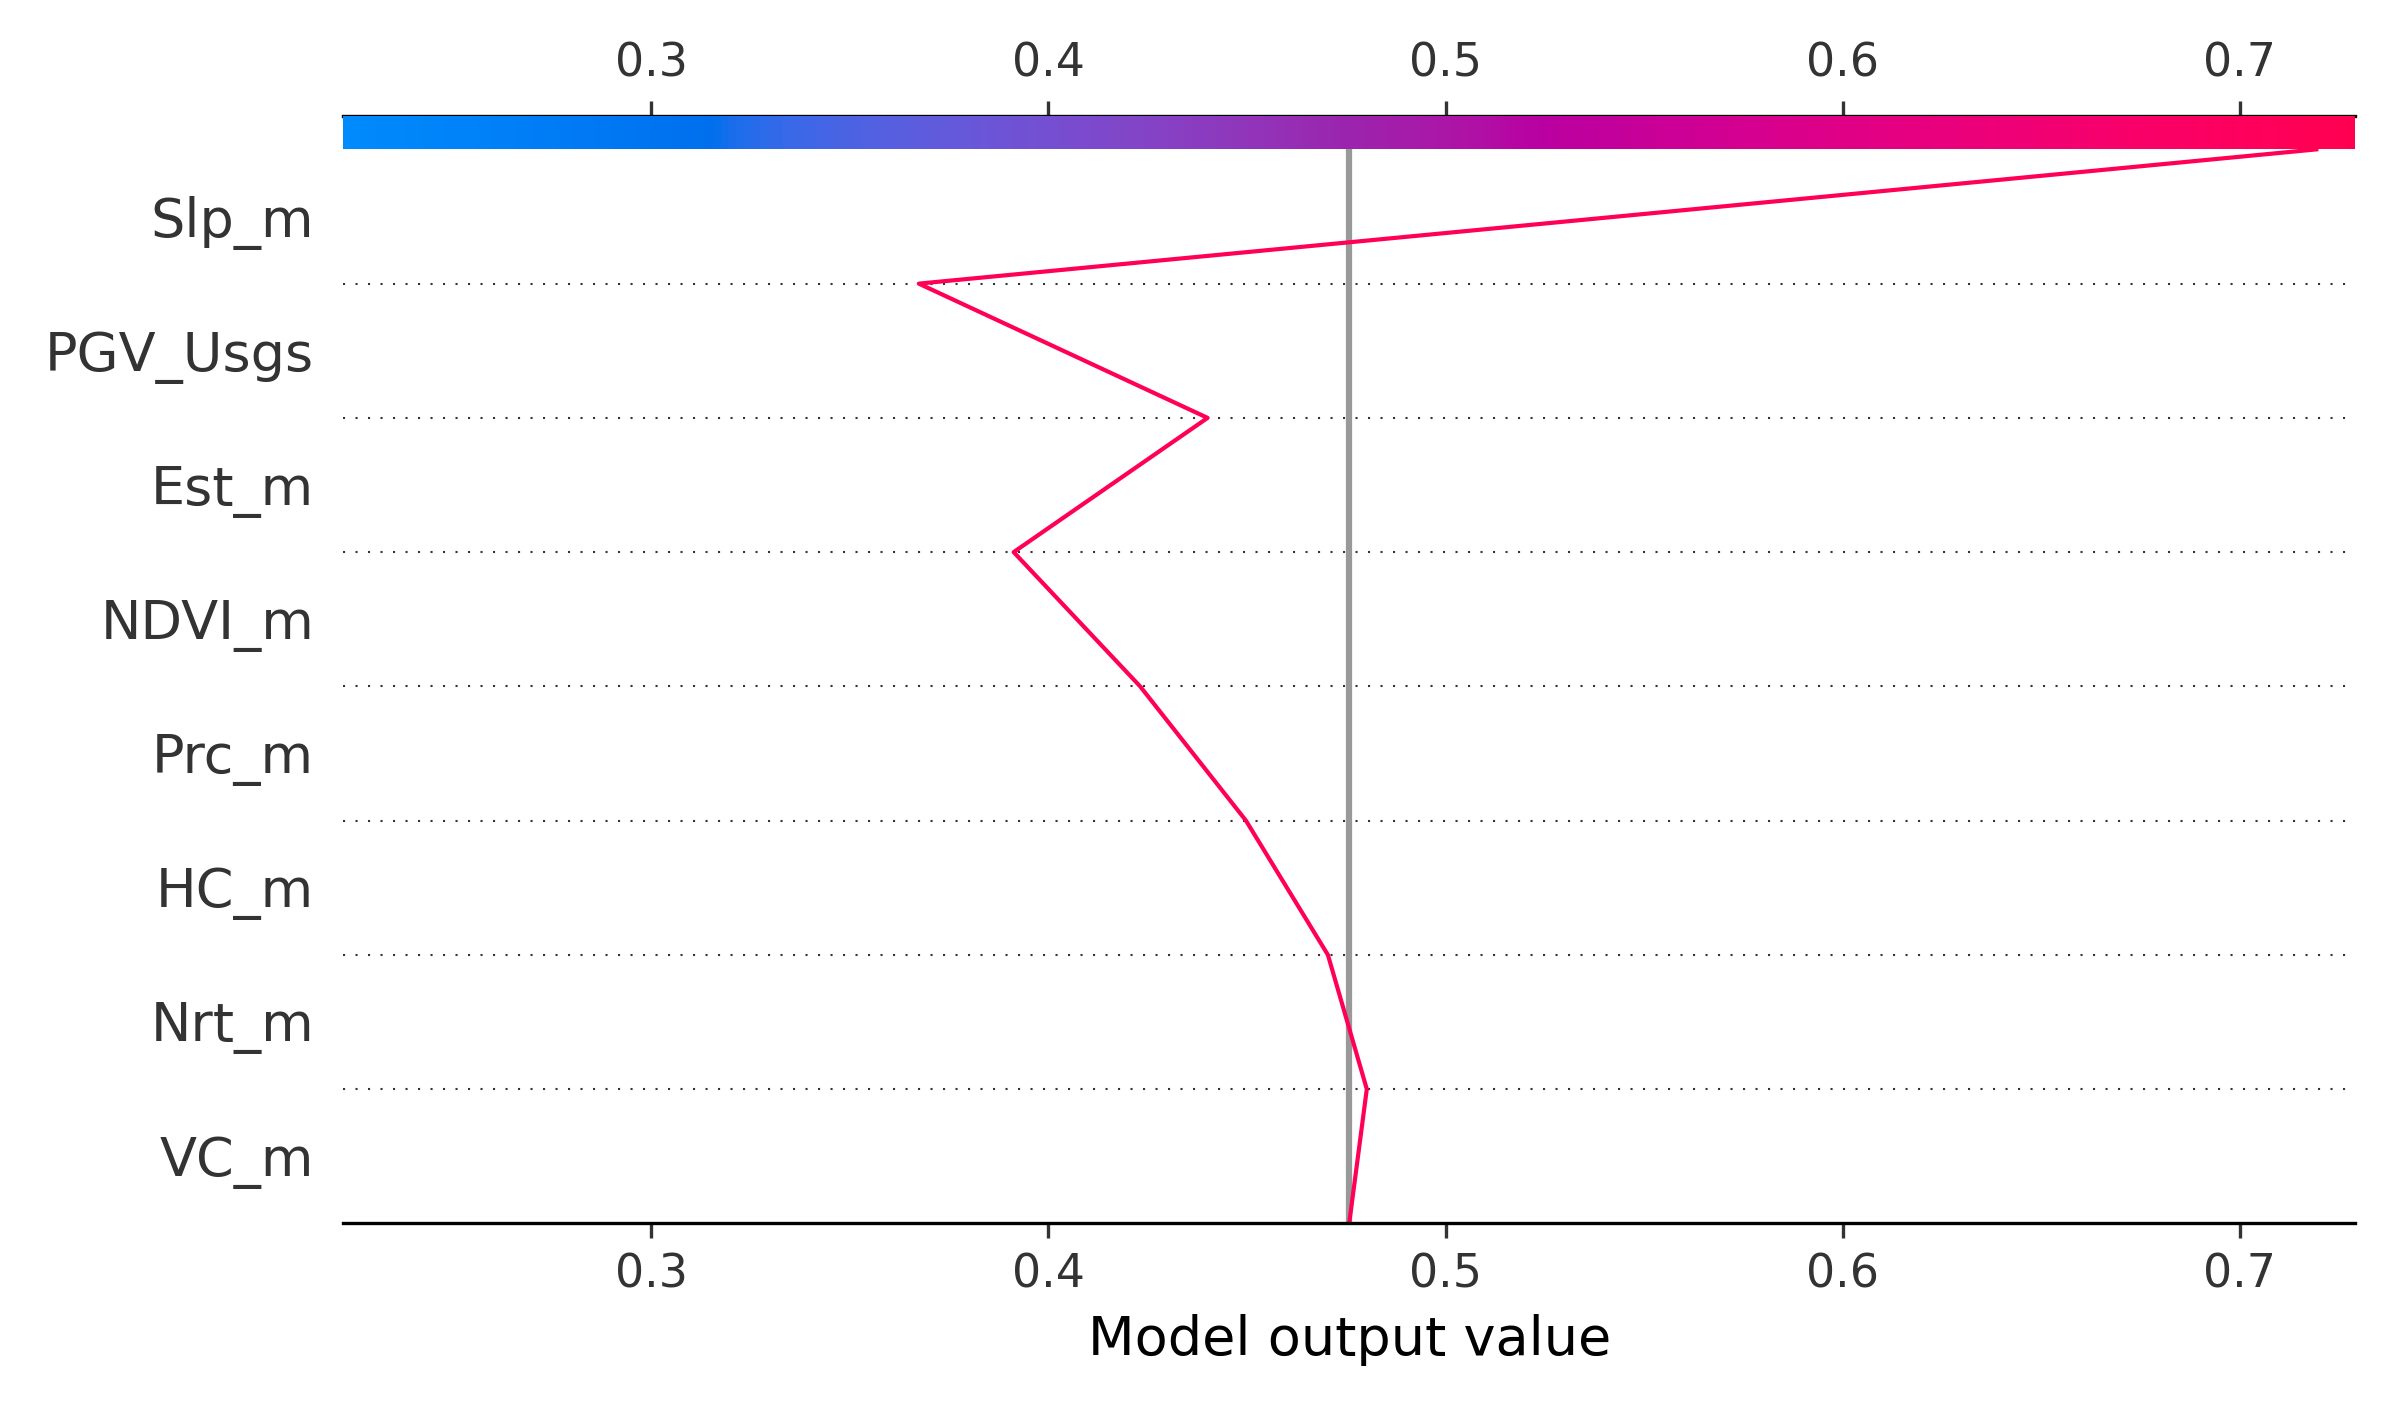 0.3 0.4 0.5 0.6 0.7
Slp_m
PGV_Usgs
Est_m
NDVI_m
Prc_m
HC_m
Nrt_m
VC_m
0.3 0.4 0.5 0.6 0.7
Model output value